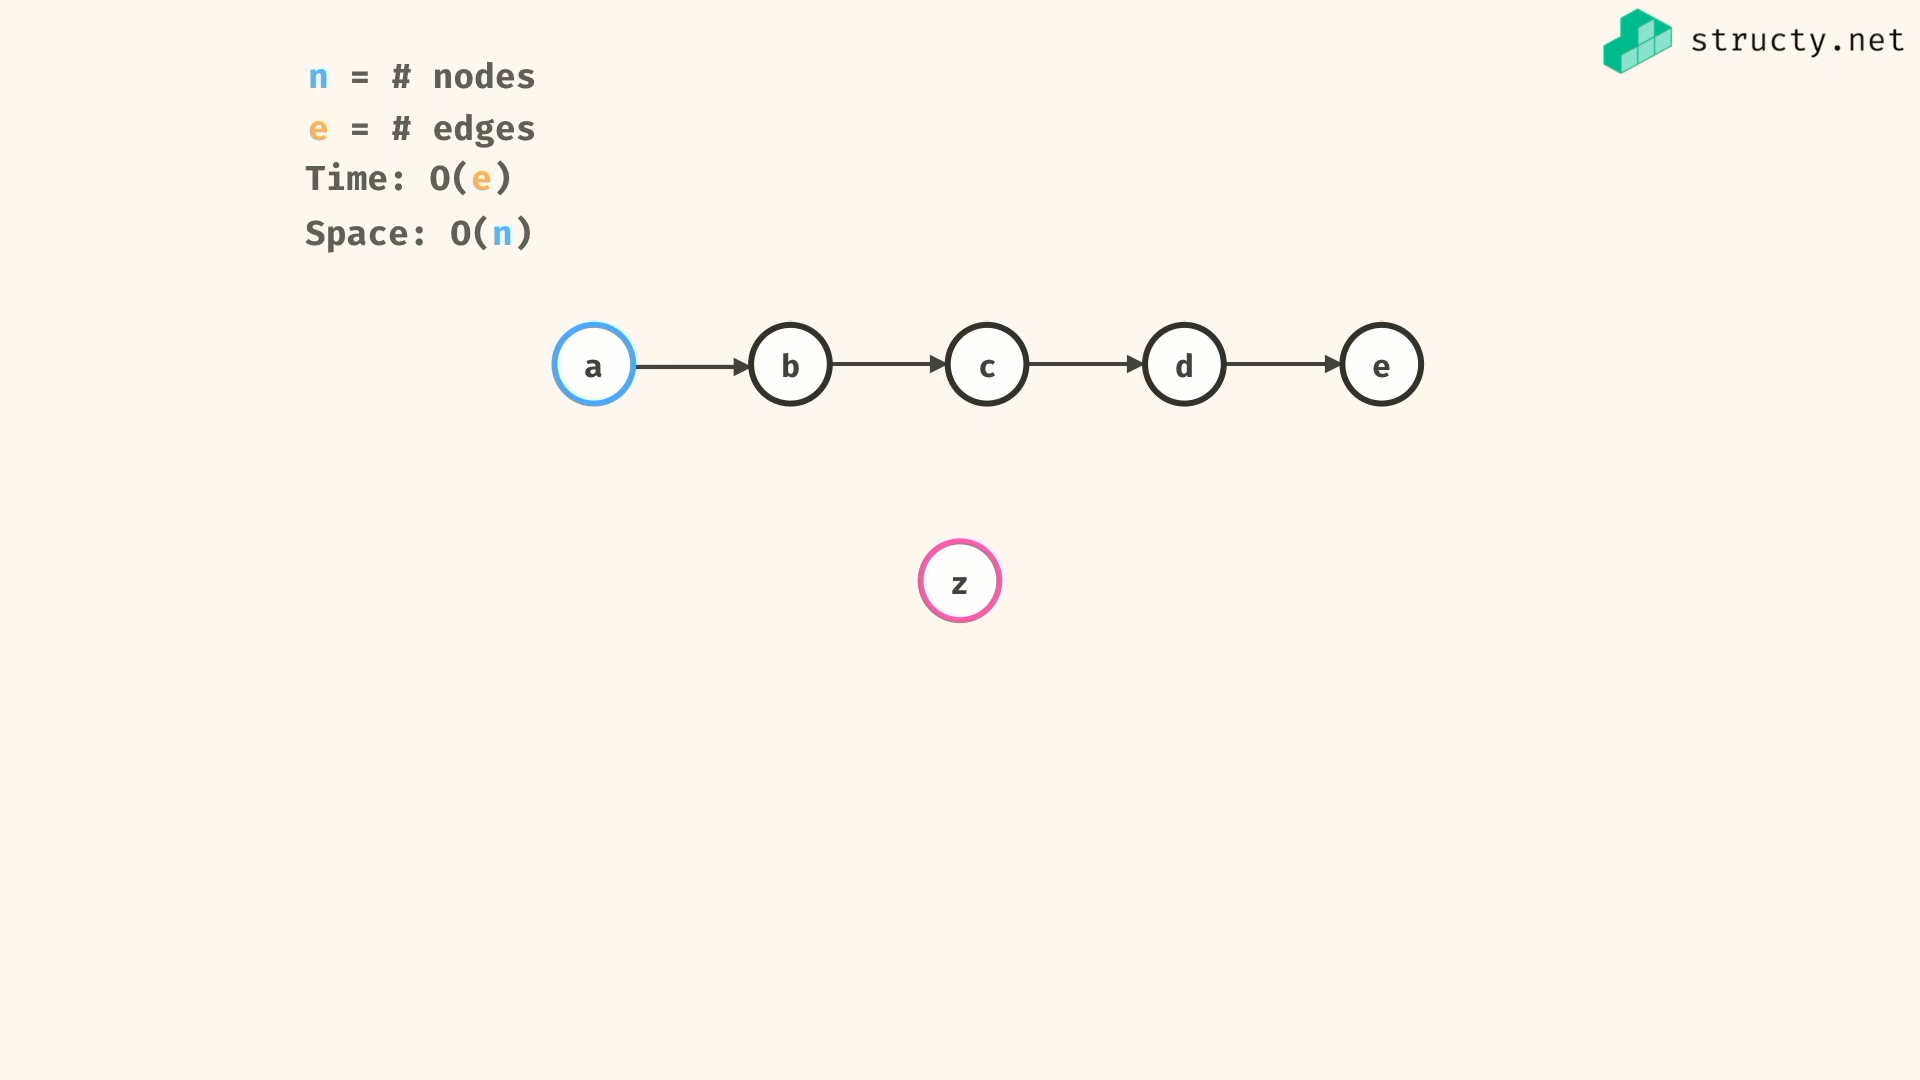 structy.net
n = # nodes
e = # edges
Time: O(e)
Space: O(n)
a b c d e
z